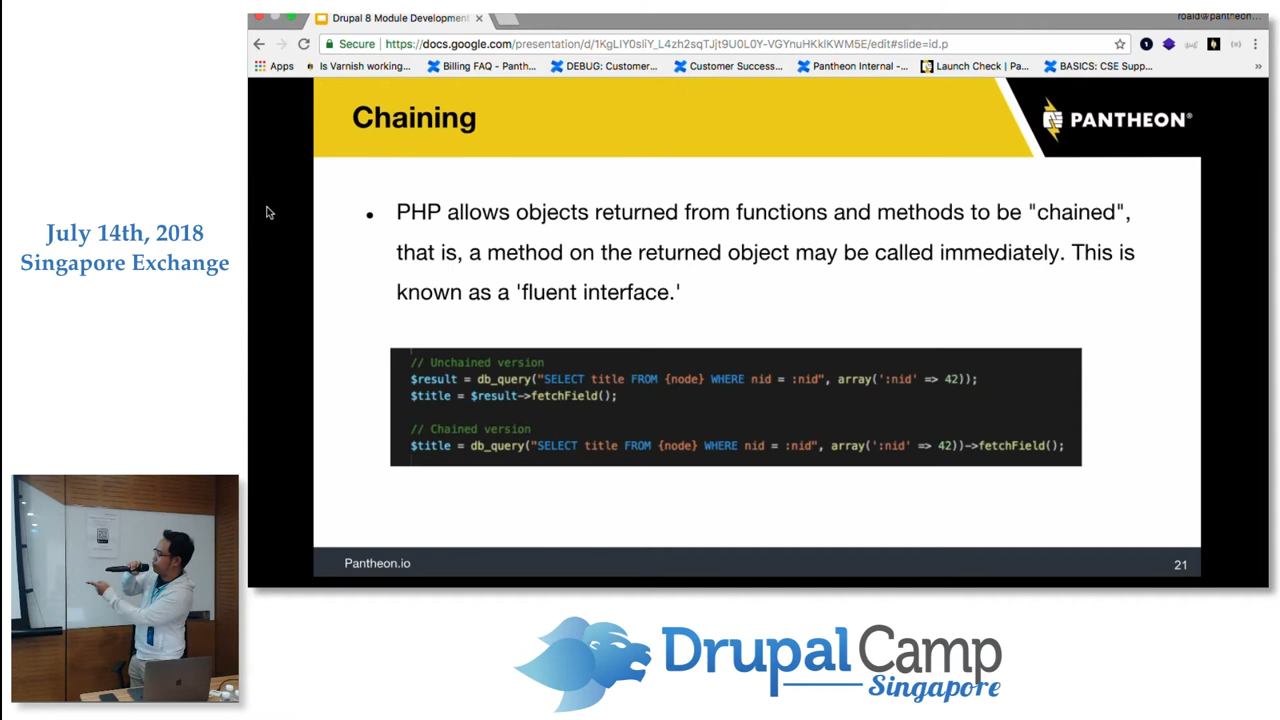 Drupal 8 Module Development
roald@pantheon...
Secure
https://docs.google.com/presentation/d/1KgLIY0sliY_L4zh2sqTJjt9U0L0Y-VGYnuHKklKWM5E/edit#slide=id.p
Apps
Is Varnish working...
Billing FAQ - Panth...
DEBUG: Customer...
Customer Success...
Pantheon Internal -...
Launch Check | Pa...
BASICS: CSE Supp...
Chaining
PANTHEON®
July 14th, 2018
Singapore Exchange
• PHP allows objects returned from functions and methods to be "chained",
that is, a method on the returned object may be called immediately. This is
known as a 'fluent interface.'
// Unchained version
$result = db_query("SELECT title FROM {node} WHERE nid = :nid", array(':nid' => 42));
$title = $result->fetchField();
// Chained version
$title = db_query("SELECT title FROM {node} WHERE nid = :nid", array(':nid' => 42))->fetchField();
Pantheon.io
21
DrupalCamp
Singapore